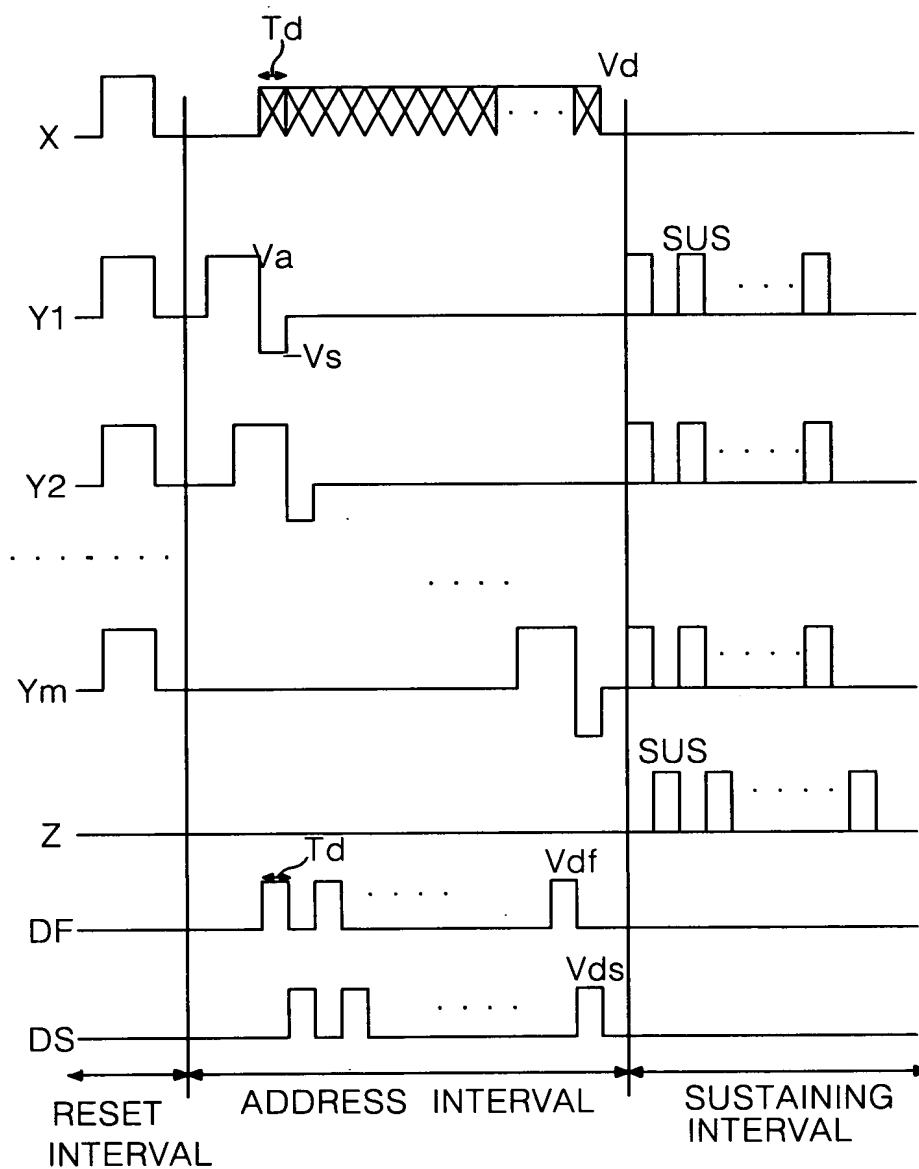 Td
Vd
X
Va
SUS
Y1
-Vs
Y2
. . . . . . .
. . . .
Ym
SUS
Z
Td
Vdf
DF
Vds
DS
RESET INTERVAL
ADDRESS INTERVAL
SUSTAINING INTERVAL